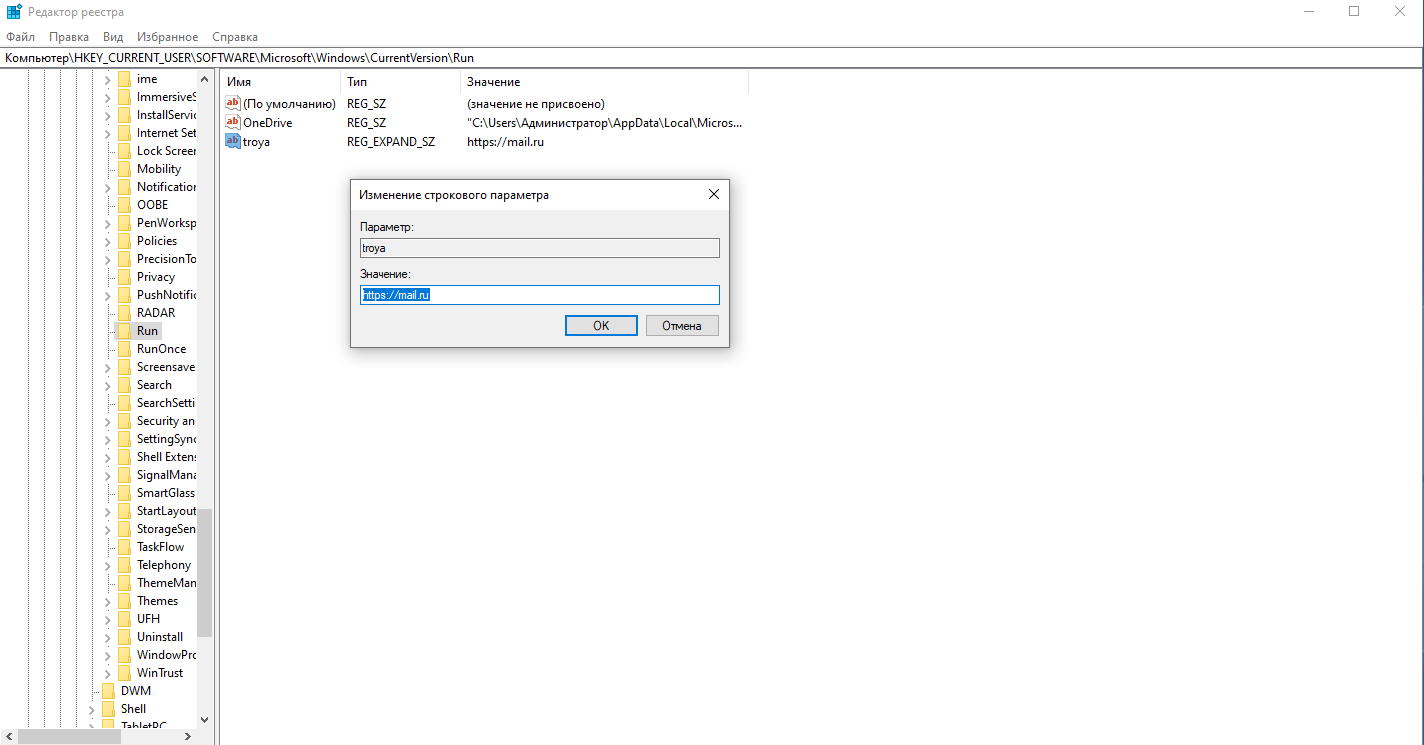 Редактор реестра
Файл Правка Вид Избранное Справка
Компьютер\HKEY_CURRENT_USER\SOFTWARE\Microsoft\Windows\CurrentVersion\Run
ime
ImmersiveS
InstallServic
Internet Set
Lock Screen
Mobility
Notification
OOBE
PenWorksp
Policies
PrecisionTo
Privacy
PushNotific
RADAR
Run
RunOnce
Screensave
Search
SearchSetti
Security an
SettingSync
Shell Extens
SignalMana
SmartGlass
StartLayout
StorageSen
TaskFlow
Telephony
ThemeMan
Themes
UFH
Uninstall
WindowPro
WinTrust
DWM
Shell
TabletPC
Имя Тип Значение
(По умолчанию) REG_SZ (значение не присвоено)
OneDrive REG_SZ "C:\Users\Администратор\AppData\Local\Micros...
troya REG_EXPAND_SZ https://mail.ru
Изменение строкового параметра
Параметр:
troya
Значение:
https://mail.ru
OK Отмена